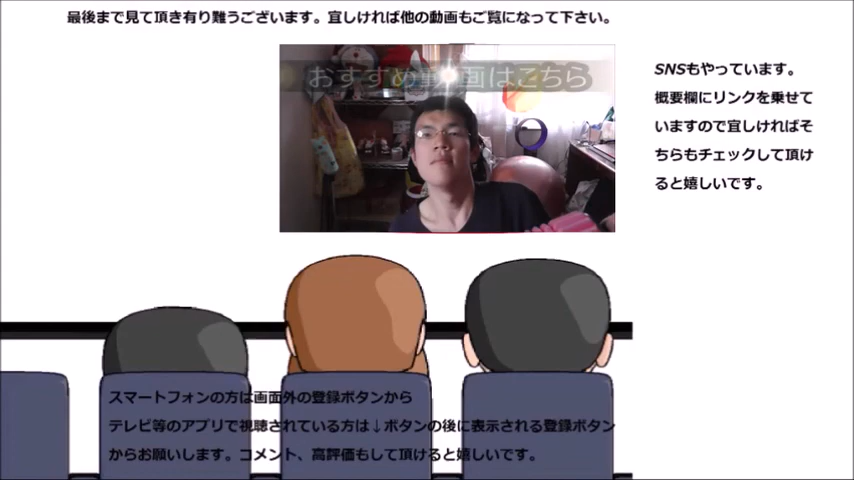 最後まで見て頂き有り難うございます。宜しければ他の動画もご覧になって下さい。
おすすめ動画はこちら
SNSもやっています。
概要欄にリンクを乗せて
いますので宜しければそ
ちらもチェックして頂け
ると嬉しいです。
スマートフォンの方は画面外の登録ボタンから
テレビ等のアプリで視聴されている方は↓ボタンの後に表示される登録ボタン
からお願いします。コメント、高評価もして頂けると嬉しいです。